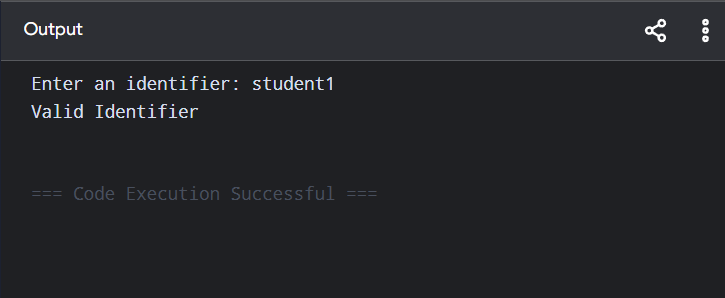 Output
Enter an identifier: student1
Valid Identifier
=== Code Execution Successful ===